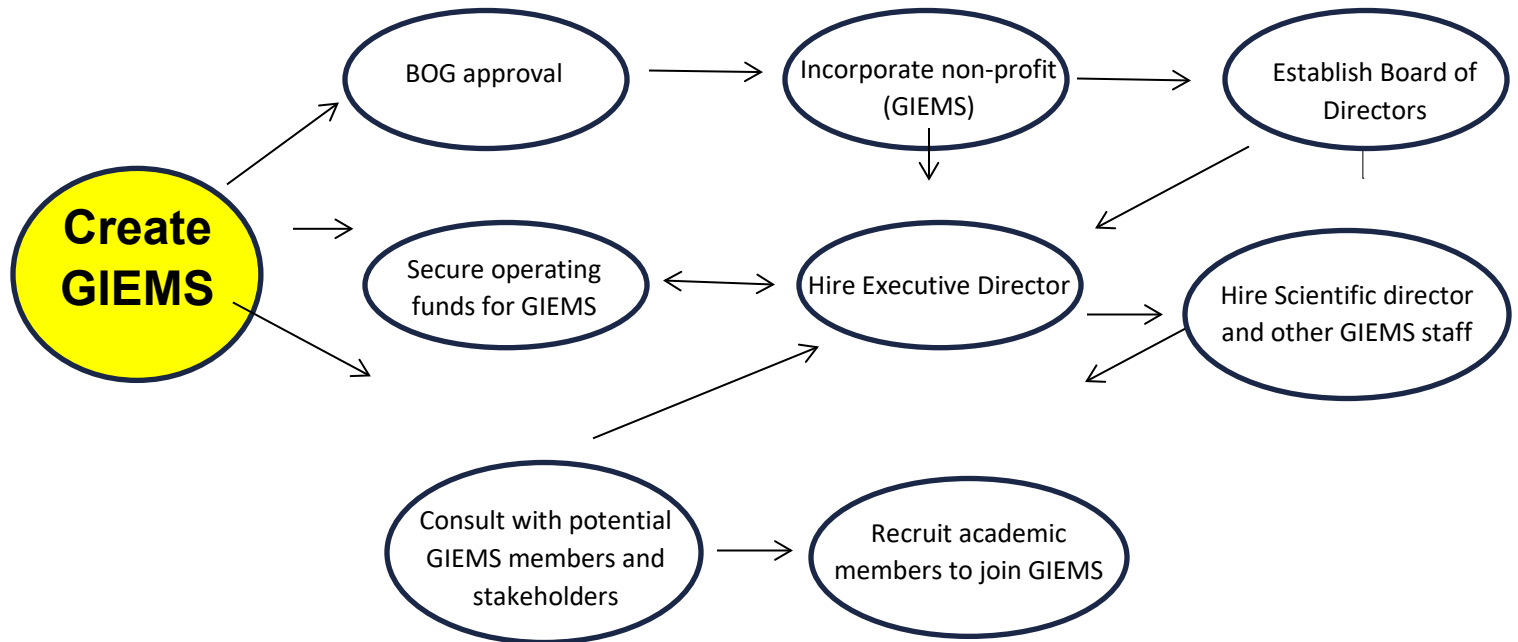 BOG approval
Incorporate non-profit
(GIEMS)
Establish Board of
Directors
Create
GIEMS
Secure operating
funds for GIEMS
Hire Executive Director
Hire Scientific director
and other GIEMS staff
Consult with potential
GIEMS members and
stakeholders
Recruit academic
members to join GIEMS